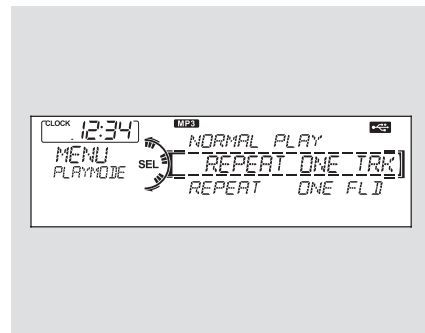 CLOCK 12:34
MP3
NORMAL PLAY
MENU
PLAYMODE
SEL
REPEAT ONE TRK
REPEAT ONE FLD